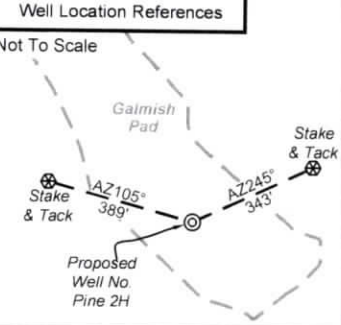 Well Location References
Not To Scale
Gaimish
Pad
Stake
& Tack
AZ245°
343'
AZ105°
389'
Stake
& Tack
Proposed
Well No.
Pine 2H